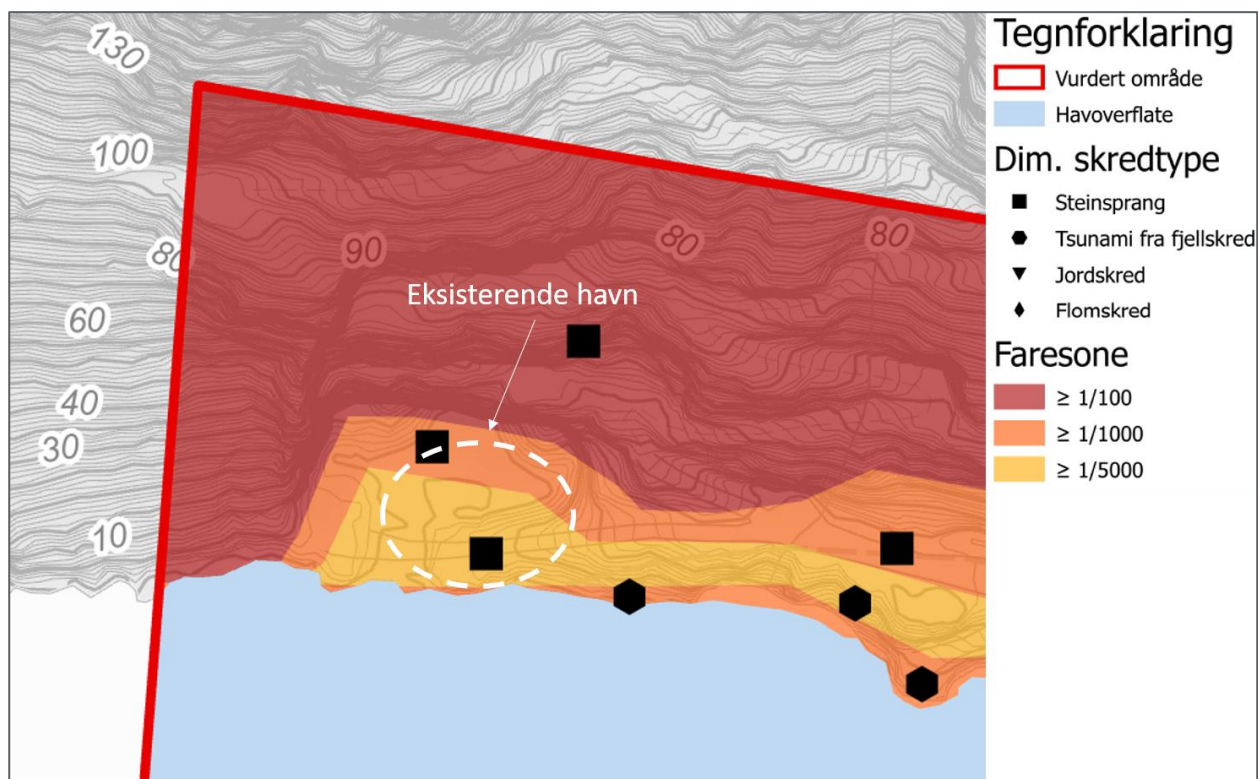 130
100
80
90
80
80
60
40
30
10
Eksisterende havn
Tegnforklaring
Vurdert område
Havoverflate
Dim. skredtype
Steinsprang
Tsunami fra fjellskred
Jordskred
Flomskred
Faresone
≥ 1/100
≥ 1/1000
≥ 1/5000